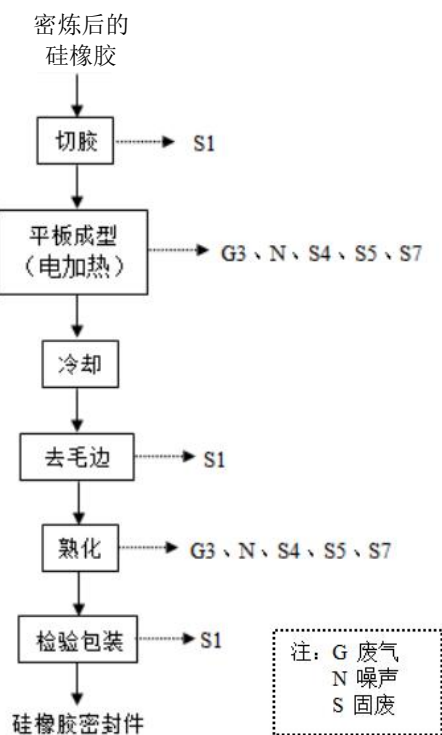 密炼后的
硅橡胶
切胶
S1
平板成型
（电加热）
G3、N、S4、S5、S7
冷却
去毛边
S1
熟化
G3、N、S4、S5、S7
检验包装
S1
硅橡胶密封件
注：G 废气
N 噪声
S 固废